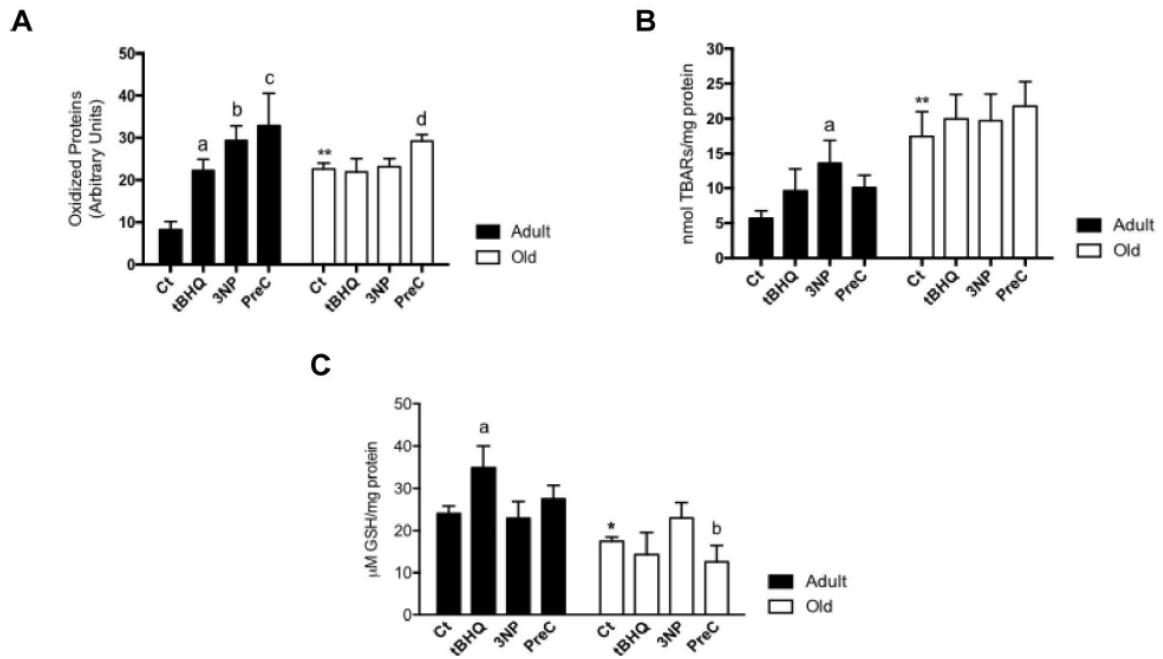 A
Oxidized Proteins
(Arbitrary Units)
50
40
30
20
10
0
a
b
c
**
d
Ct
tBHQ
3NP
PreC
Ct
tBHQ
3NP
PreC
Adult
Old
B
nmol TBARs/mg protein
30
25
20
15
10
5
0
a
**
Ct
tBHQ
3NP
PreC
Ct
tBHQ
3NP
PreC
Adult
Old
C
µM GSH/mg protein
50
40
30
20
10
0
a
*
b
Ct
tBHQ
3NP
PreC
Ct
tBHQ
3NP
PreC
Adult
Old